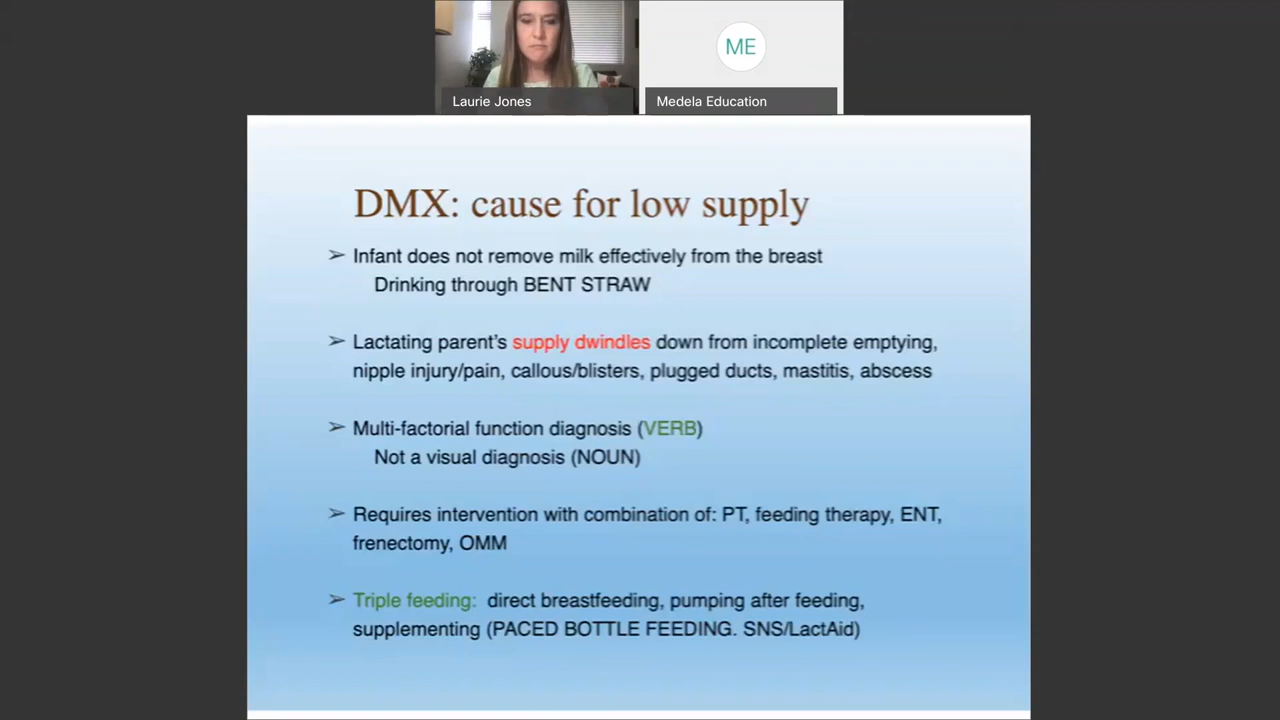 ME
Laurie Jones
Medela Education
DMX: cause for low supply
➢ Infant does not remove milk effectively from the breast
Drinking through BENT STRAW
➢ Lactating parent's supply dwindles down from incomplete emptying,
nipple injury/pain, callous/blisters, plugged ducts, mastitis, abscess
➢ Multi-factorial function diagnosis (VERB)
Not a visual diagnosis (NOUN)
➢ Requires intervention with combination of: PT, feeding therapy, ENT,
frenectomy, OMM
➢ Triple feeding: direct breastfeeding, pumping after feeding,
supplementing (PACED BOTTLE FEEDING. SNS/LactAid)